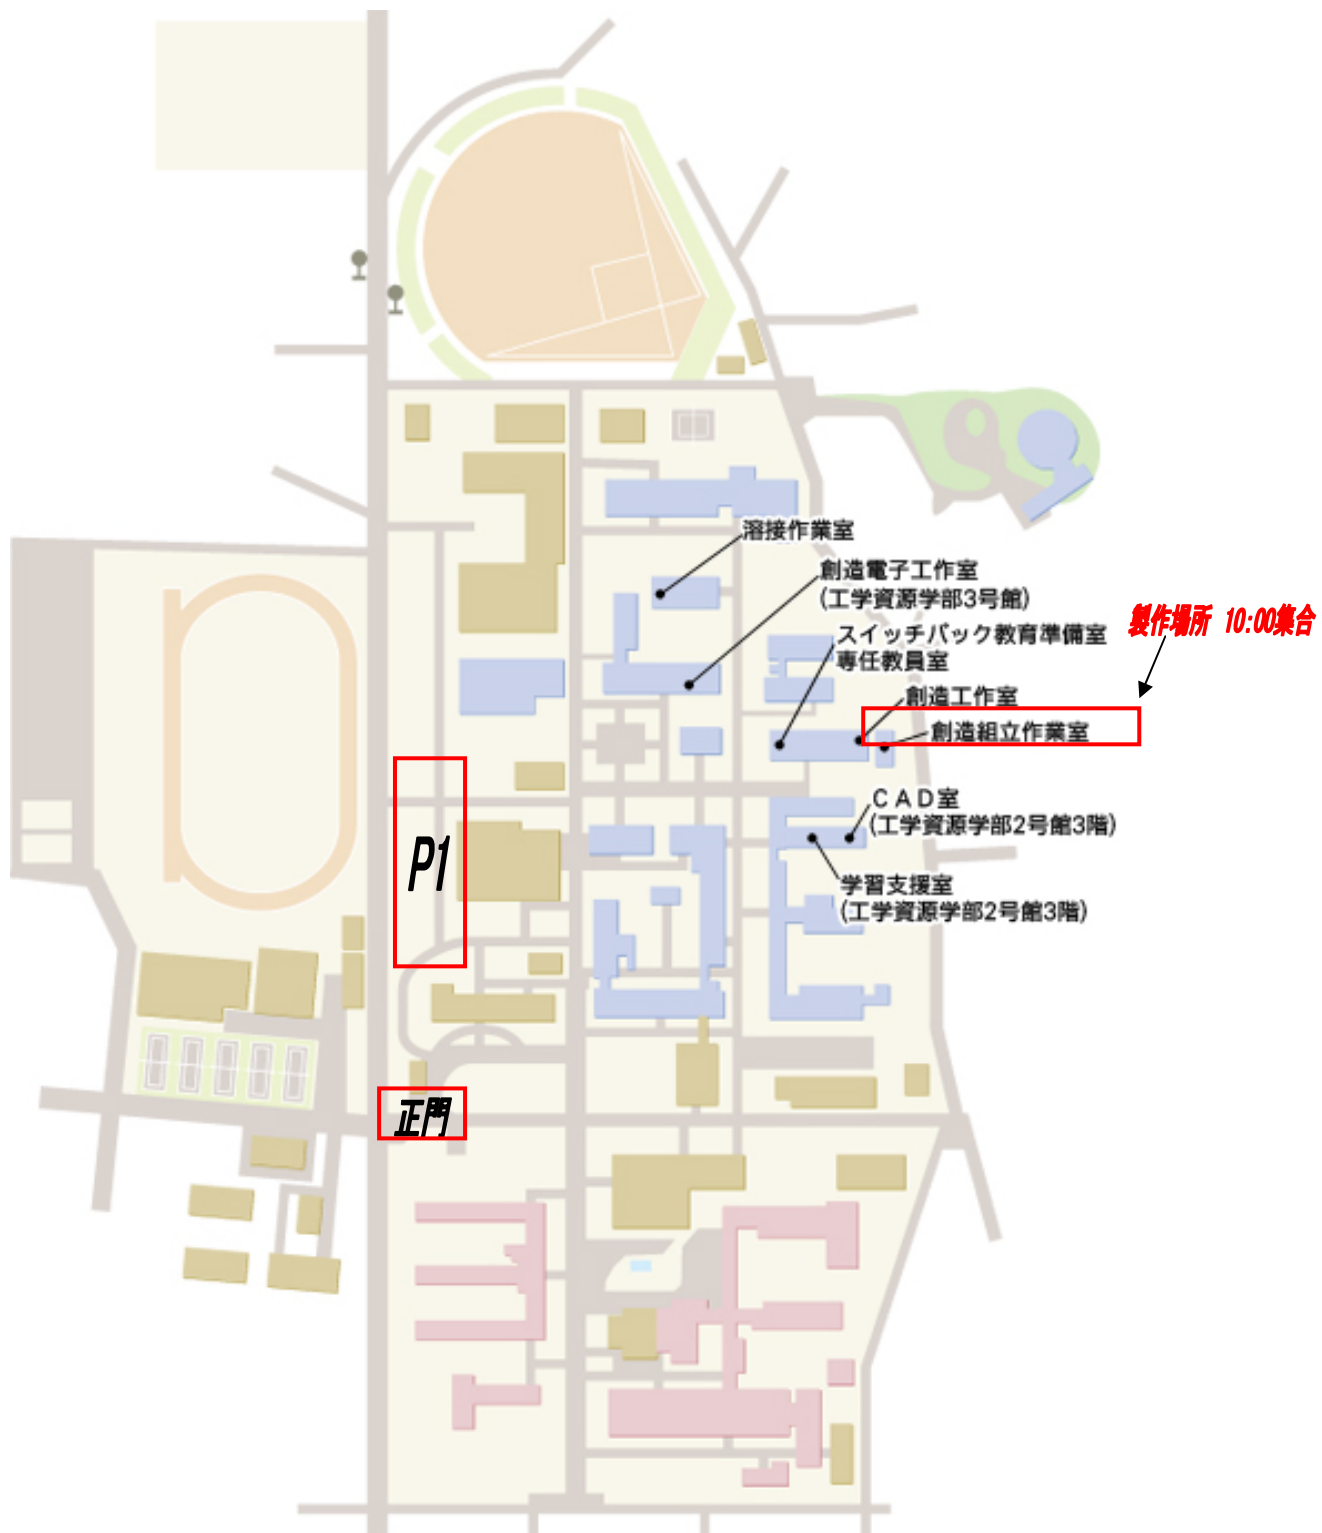 溶接作業室
創造電子工作室
(工学資源学部3号館)
製作場所 10:00集合
スイッチバック教育準備室
専任教員室
創造工作室
創造組立作業室
CAD室
(工学資源学部2号館3階)
P1
学習支援室
(工学資源学部2号館3階)
正門